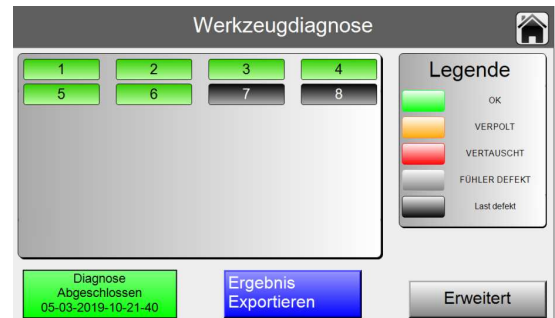 Werkzeugdiagnose
1 2 3 4
5 6 7 8
Legende
OK
VERPOLT
VERTAUSCHT
FÜHLER DEFEKT
Last defekt
Diagnose
Abgeschlossen
05-03-2019-10-21-40
Ergebnis
Exportieren
Erweitert